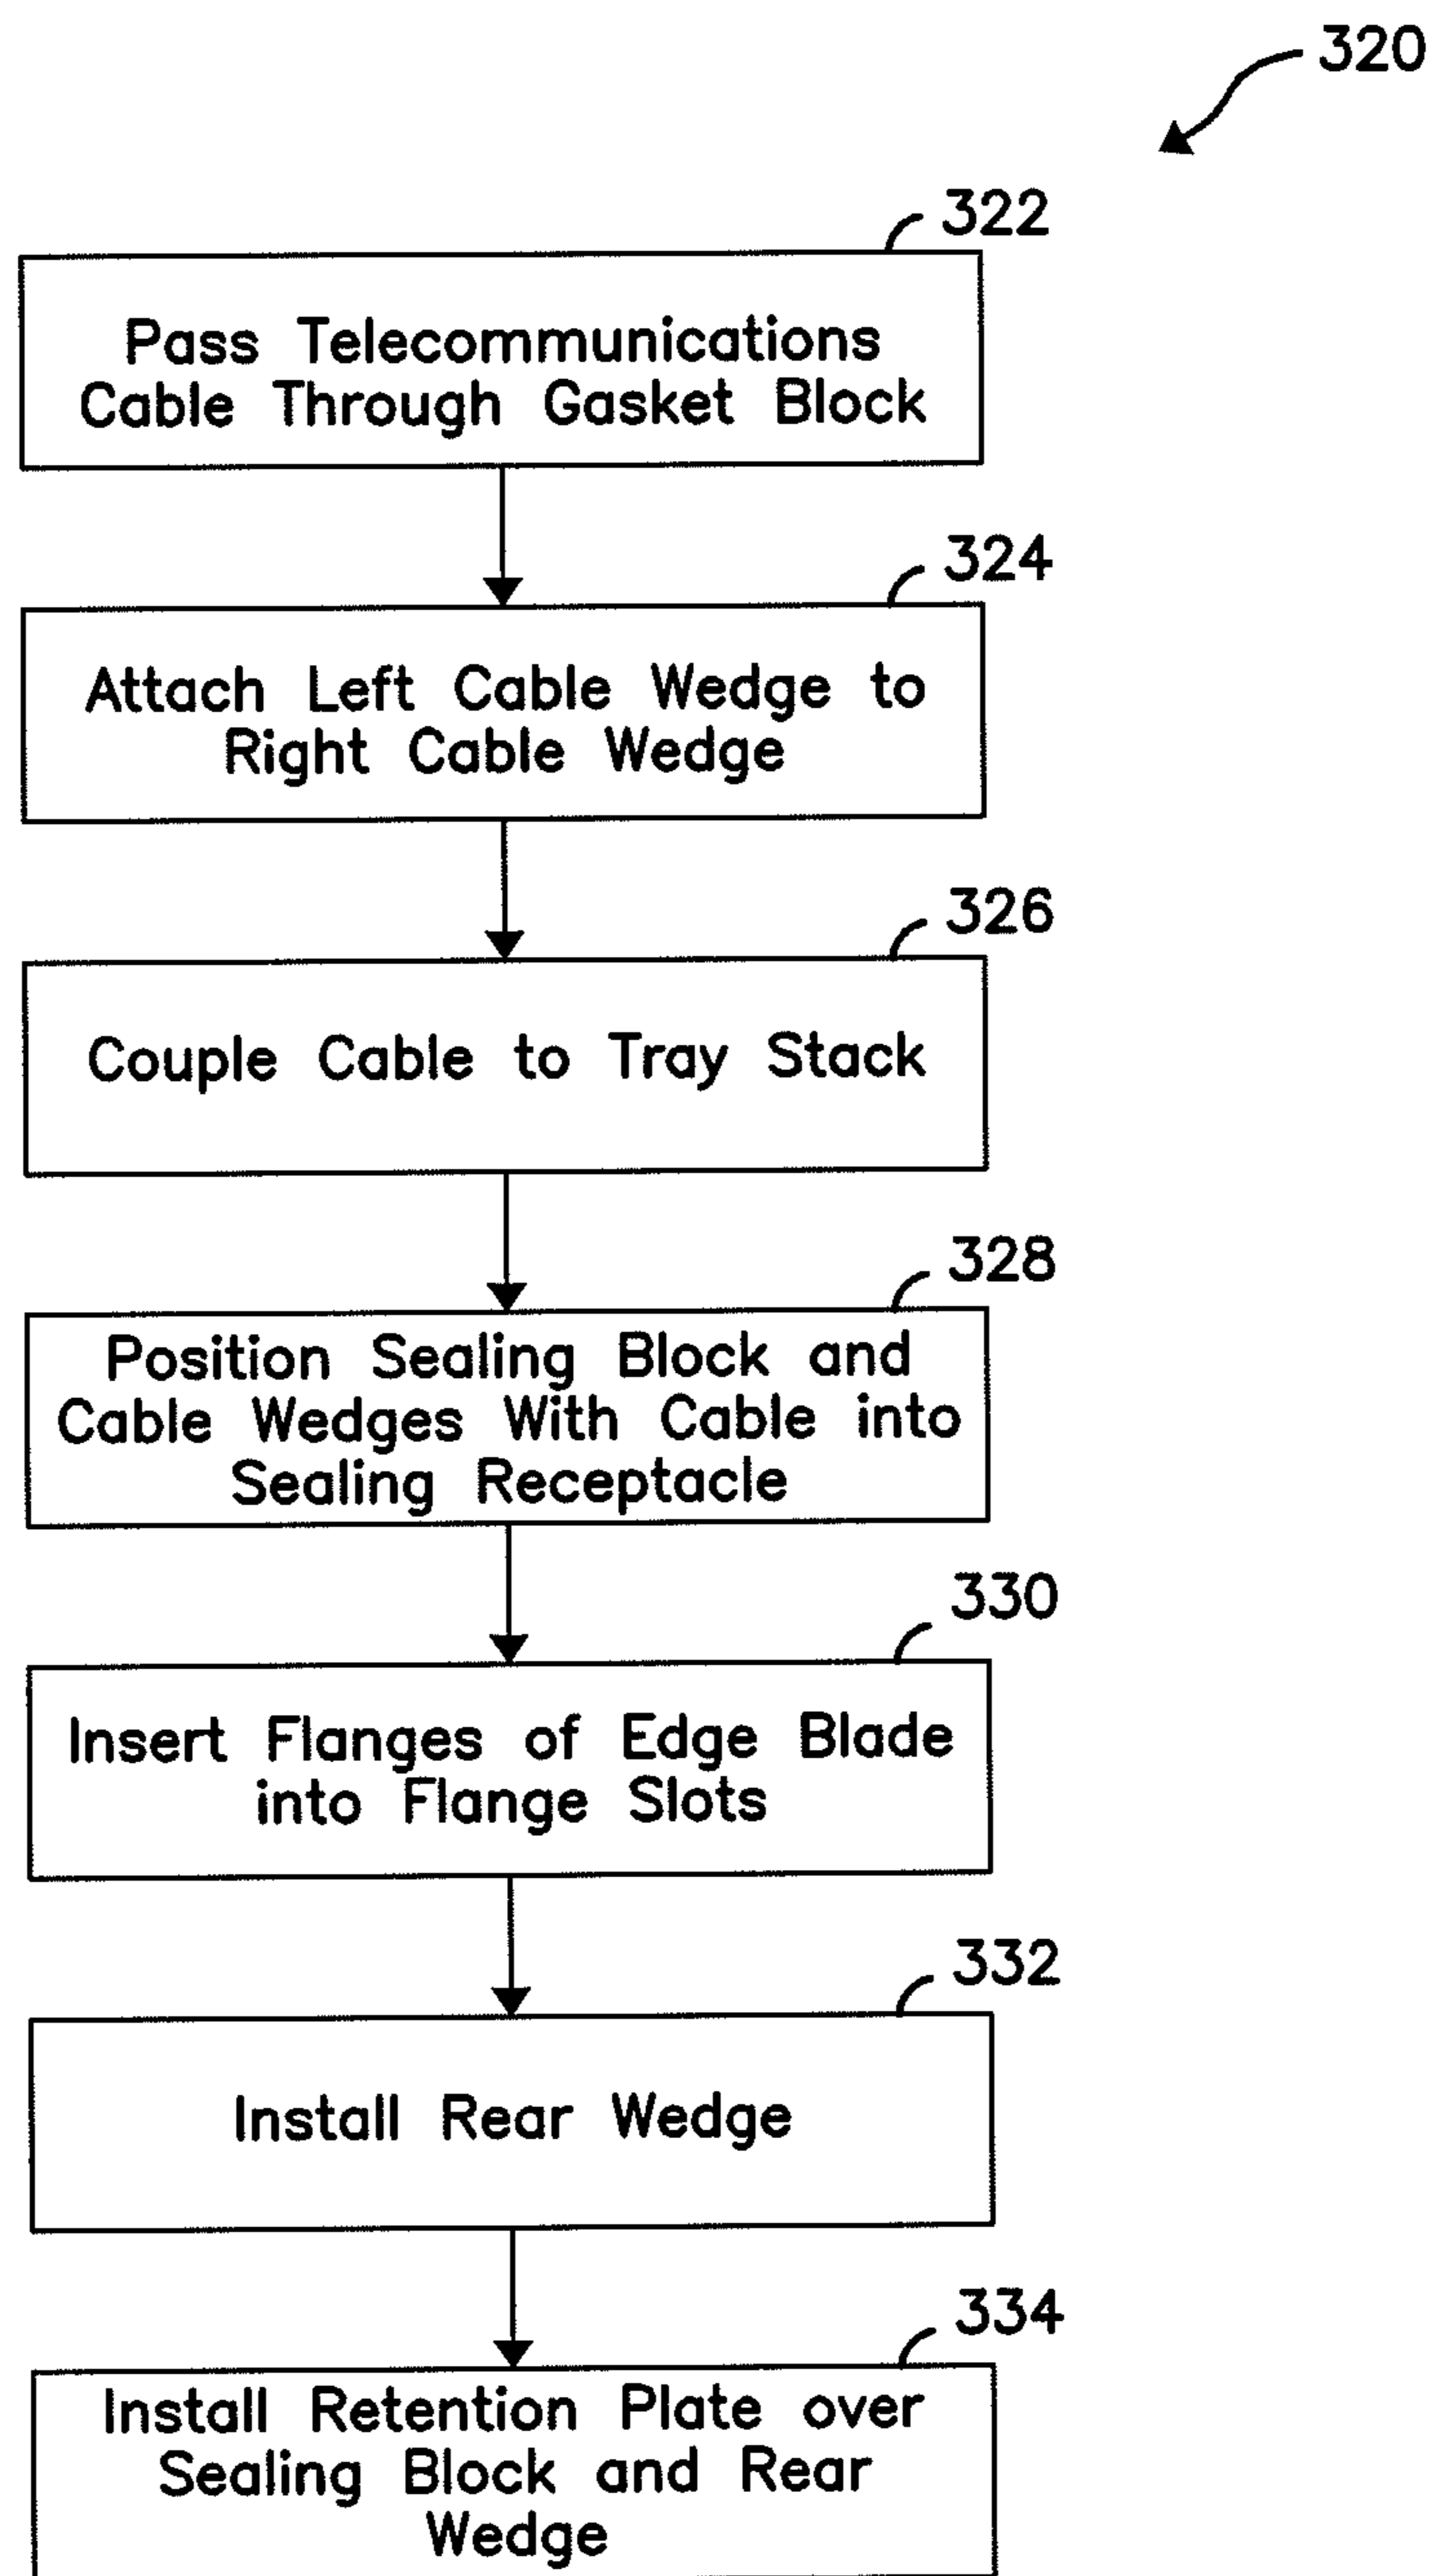 320
322
Pass Telecommunications
Cable Through Gasket Block
324
Attach Left Cable Wedge to
Right Cable Wedge
326
Couple Cable to Tray Stack
328
Position Sealing Block and
Cable Wedges With Cable into
Sealing Receptacle
330
Insert Flanges of Edge Blade
into Flange Slots
332
Install Rear Wedge
334
Install Retention Plate over
Sealing Block and Rear
Wedge